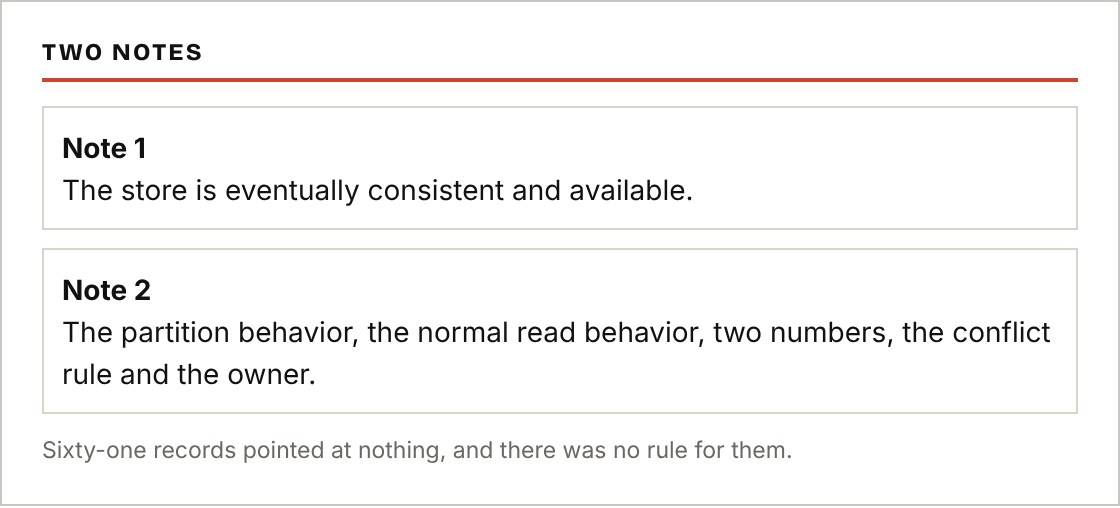 TWO NOTES
Note 1
The store is eventually consistent and available.
Note 2
The partition behavior, the normal read behavior, two numbers, the conflict
rule and the owner.
Sixty-one records pointed at nothing, and there was no rule for them.